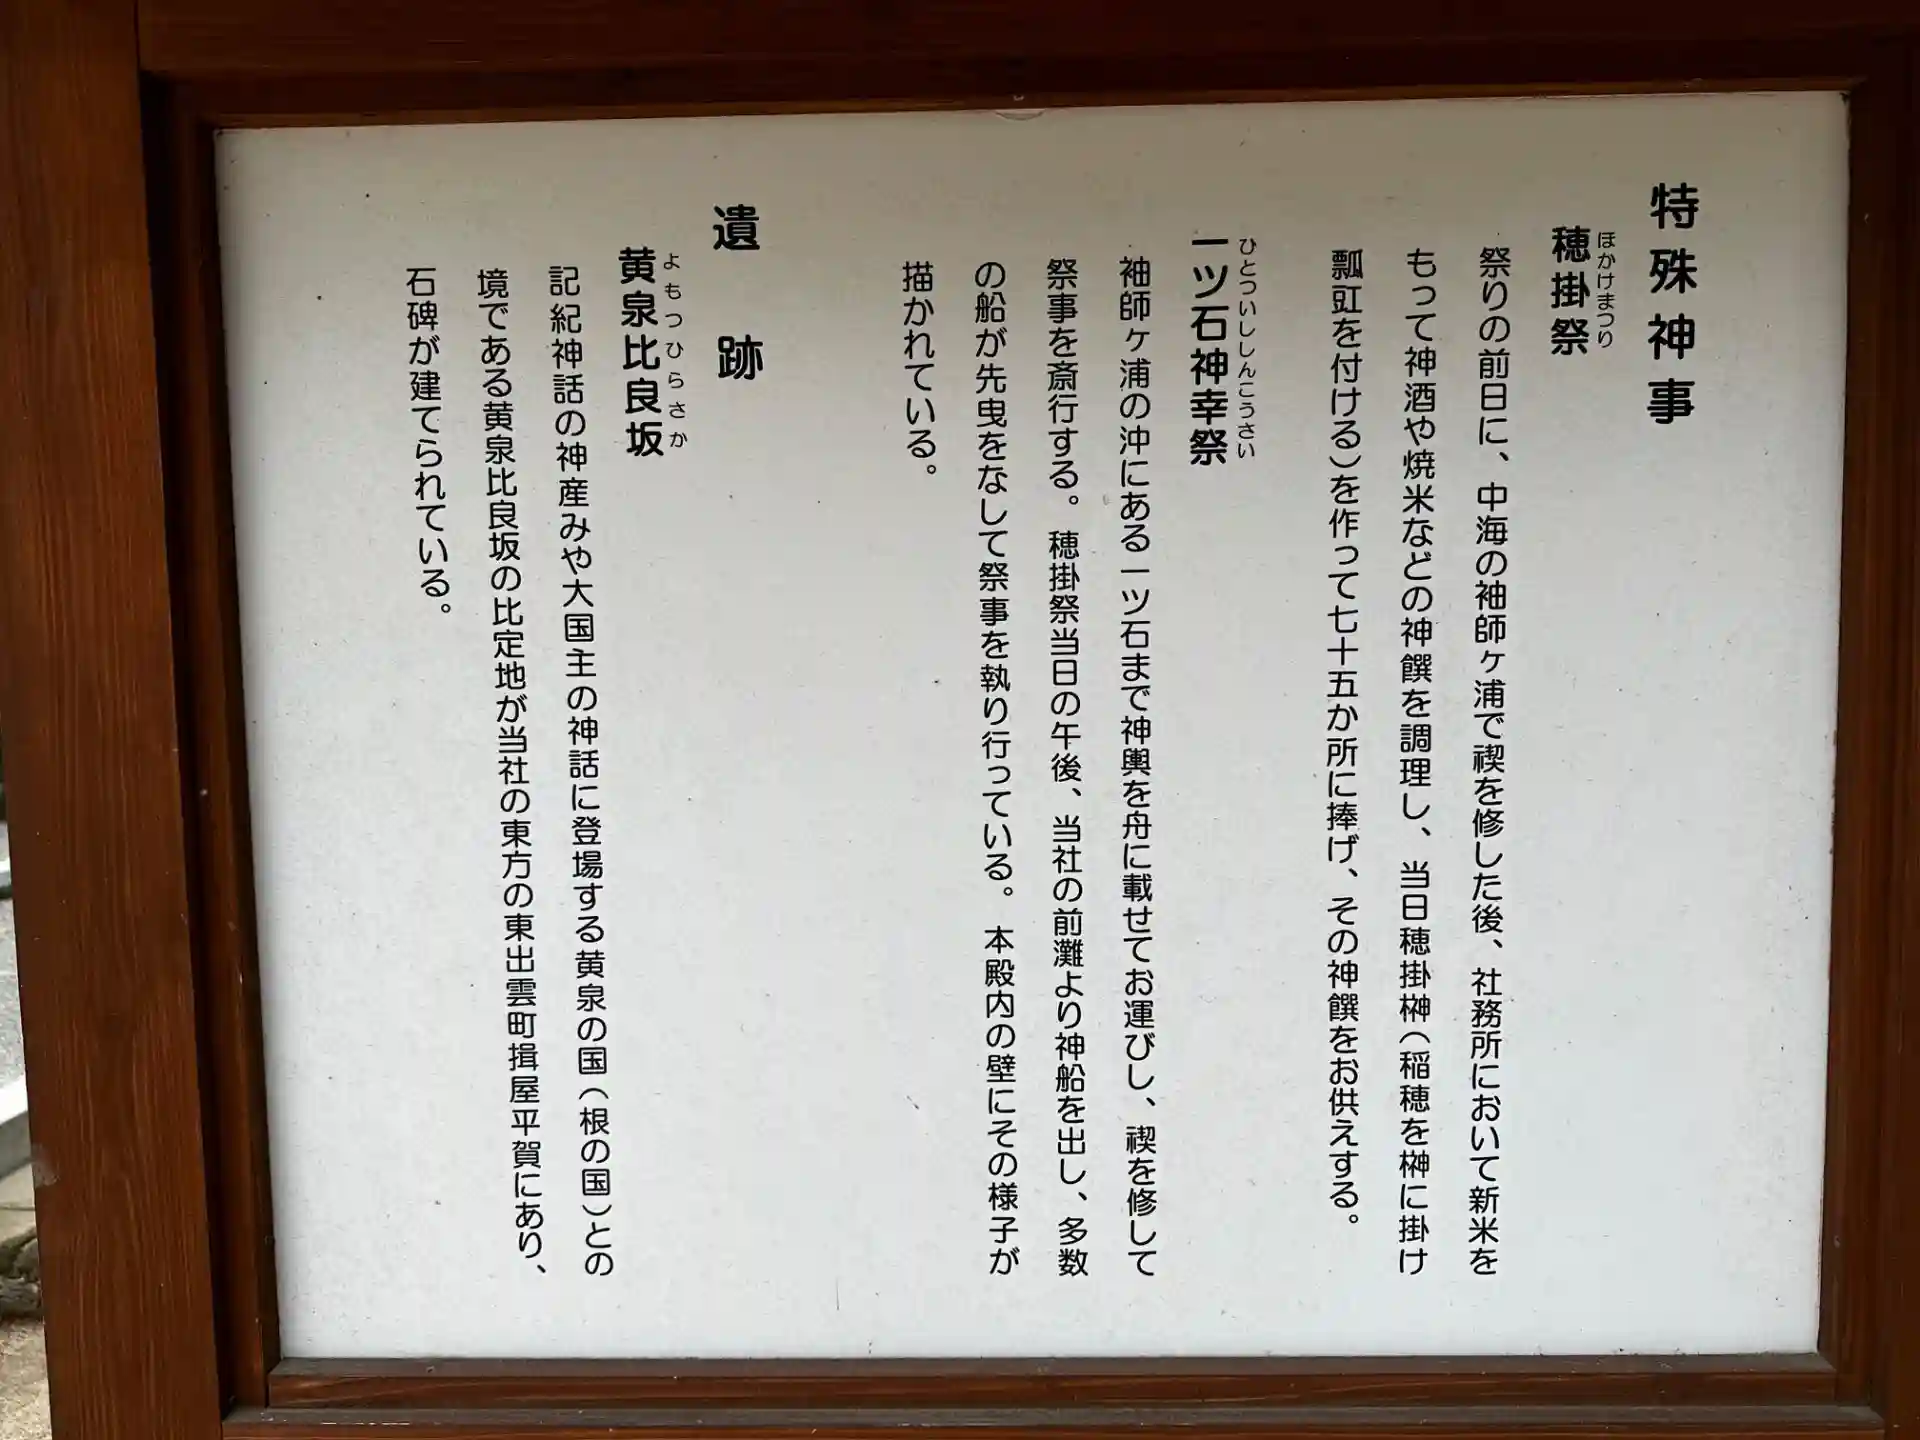 特殊神事
ほかけまつり
穂掛祭
祭りの前日に、中海の袖師ヶ浦で禊を修した後、社務所において新米を
もって神酒や焼米などの神饌を調理し、当日穂掛榊(稲穂を榊に掛け
瓢豇を付ける)を作って七十五か所に捧げ、その神饌をお供えする。
ひとついししんこうさい
一ツ石神幸祭
袖師ヶ浦の沖にある一ツ石まで神輿を舟に載せてお運びし、禊を修して
祭事を斎行する。穂掛祭当日の午後、当社の前灘より神船を出し、多数
の船が先曳をなして祭事を執り行っている。本殿内の壁にその様子が
描かれている。
遺跡
よもつひらさか
黄泉比良坂
記紀神話の神産みや大国主の神話に登場する黄泉の国(根の国)との
境である黄泉比良坂の比定地が当社の東方の東出雲町揖屋平賀にあり、
石碑が建てられている。